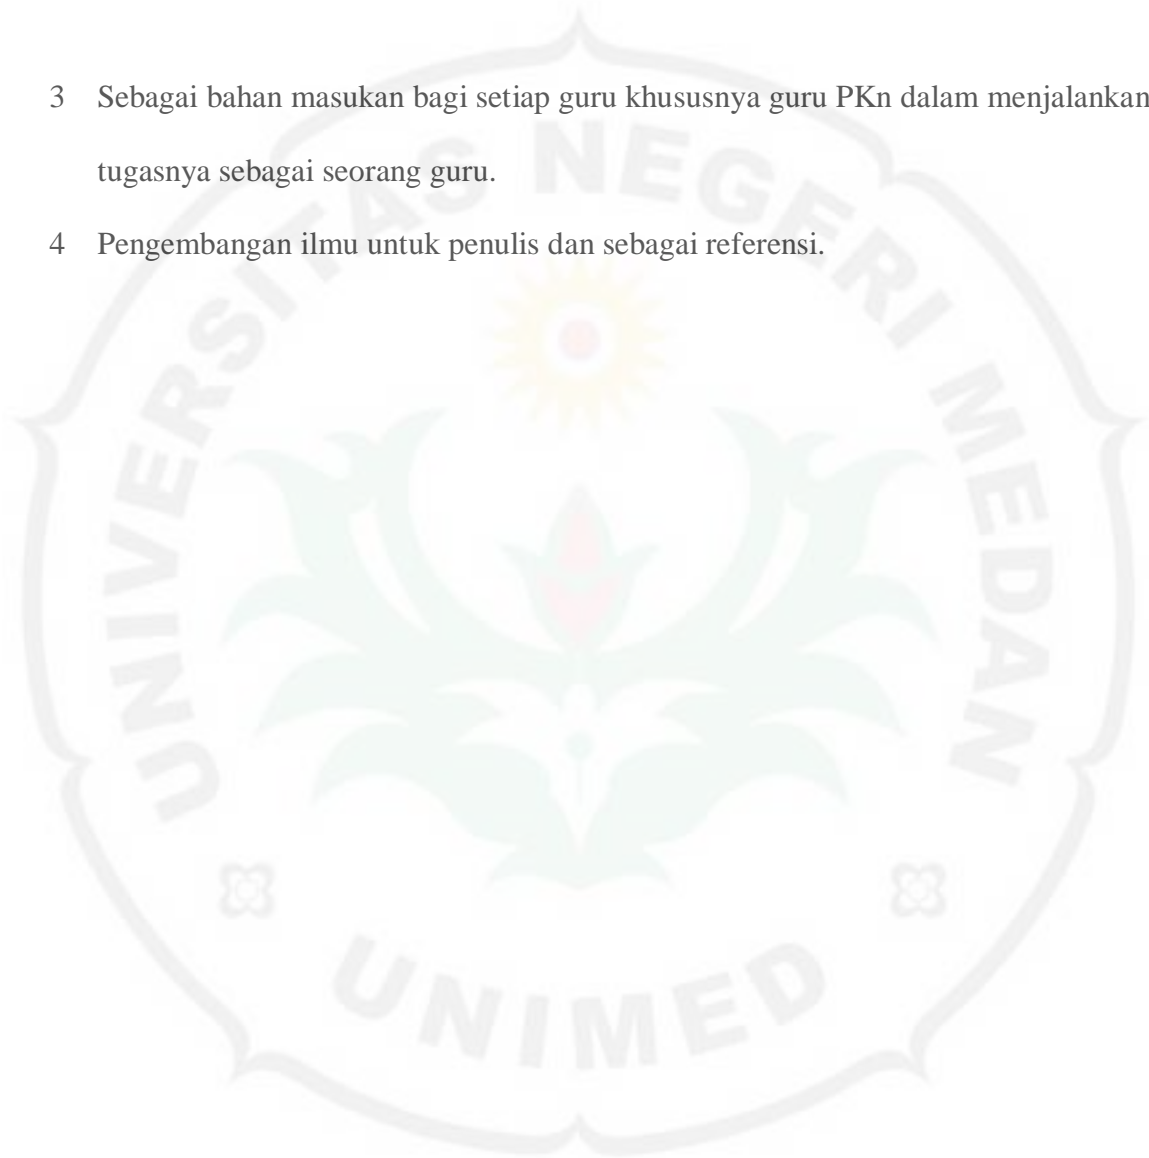 3 Sebagai bahan masukan bagi setiap guru khususnya guru PKn dalam menjalankan
tugasnya sebagai seorang guru.
4 Pengembangan ilmu untuk penulis dan sebagai referensi.
UNIVERSITAS NEGERI MEDAN
UNIMED